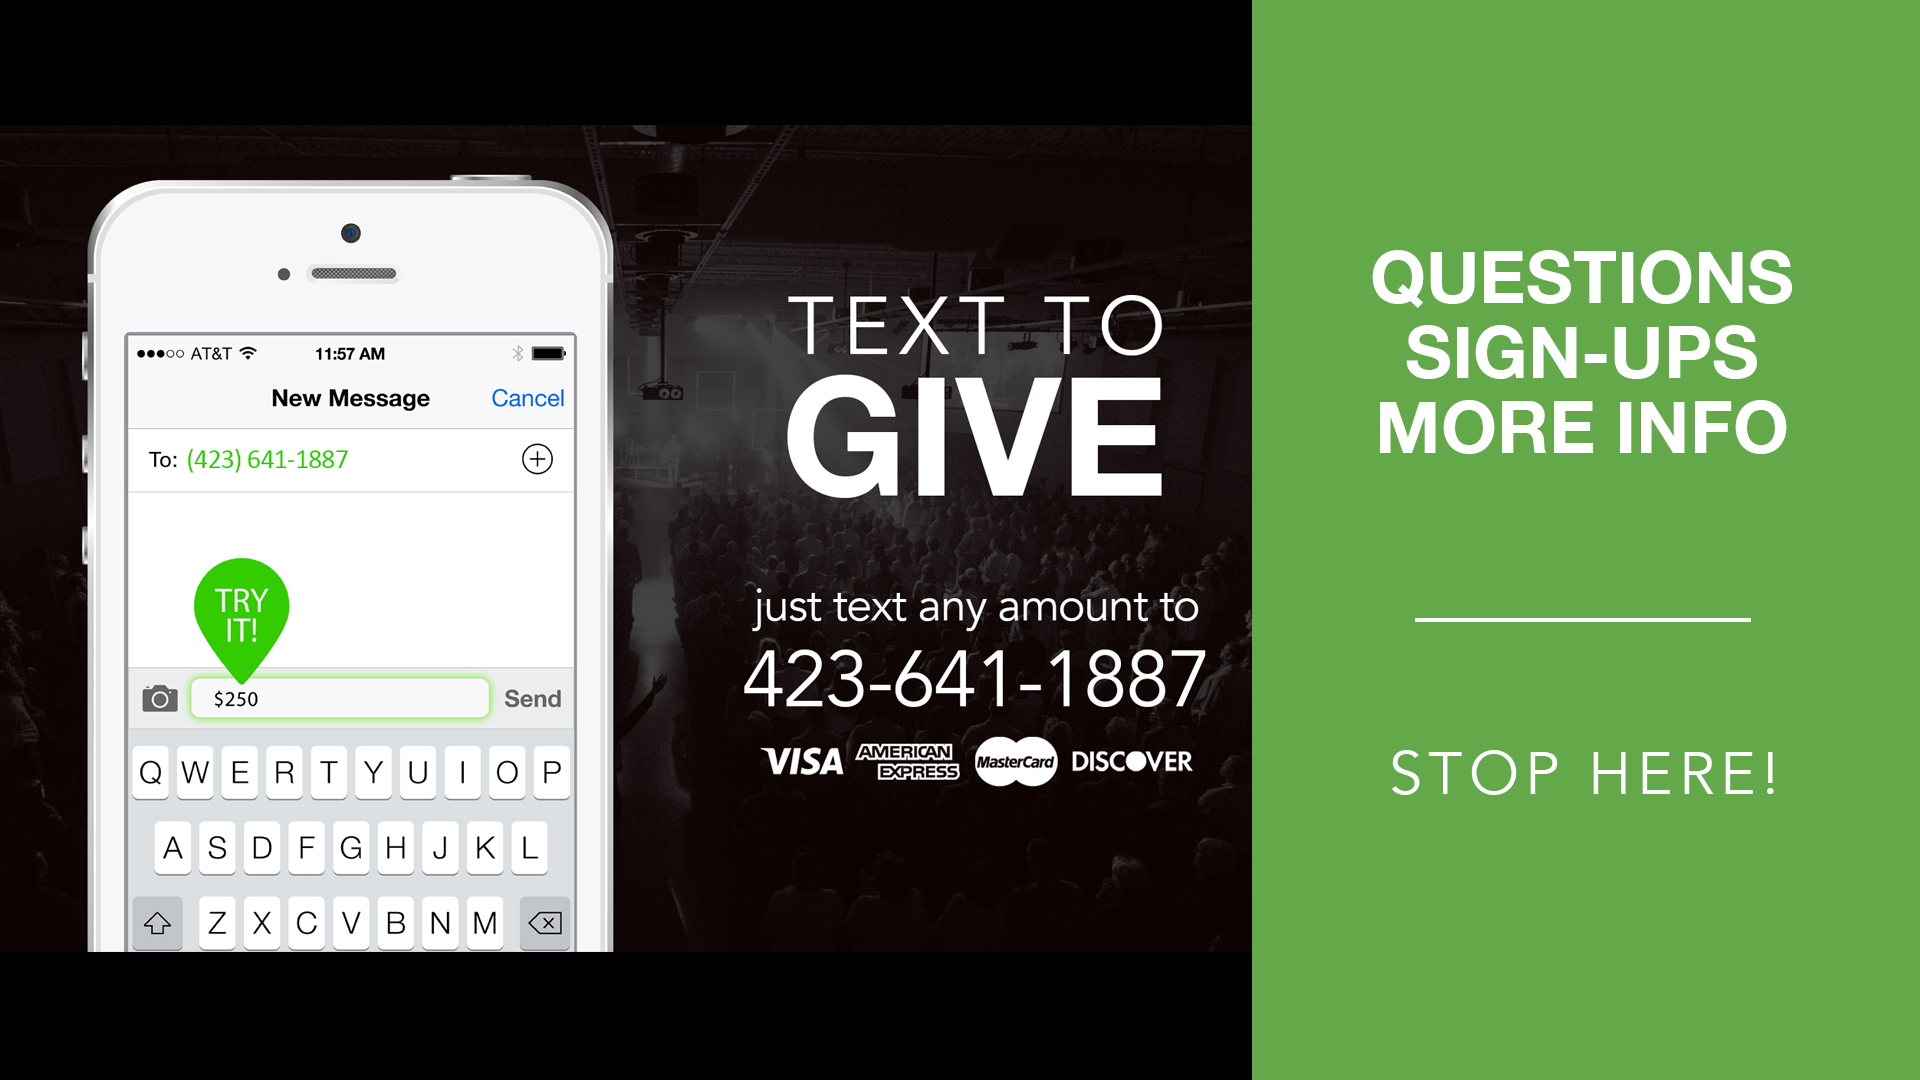 ●●●○○ AT&T 11:57 AM
New Message Cancel
To: (423) 641-1887
TRY
IT!
$250 Send
Q W E R T Y U I O P
A S D F G H J K L
Z X C V B N M
TEXT TO
GIVE
just text any amount to
423-641-1887
VISA AMERICAN EXPRESS MasterCard DISCOVER
QUESTIONS
SIGN-UPS
MORE INFO
STOP HERE!